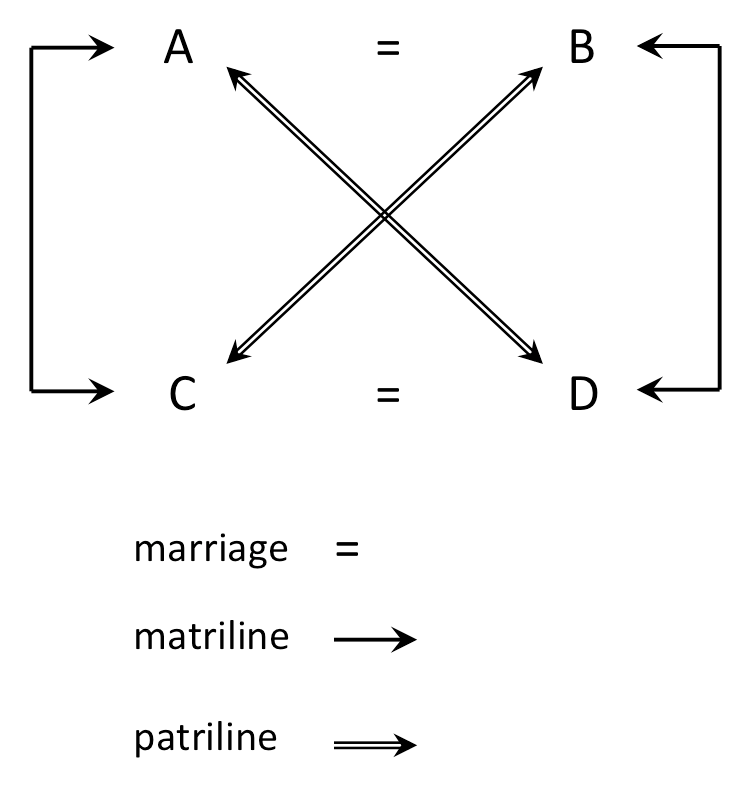 A = B
C = D
marriage =
matriline
patriline